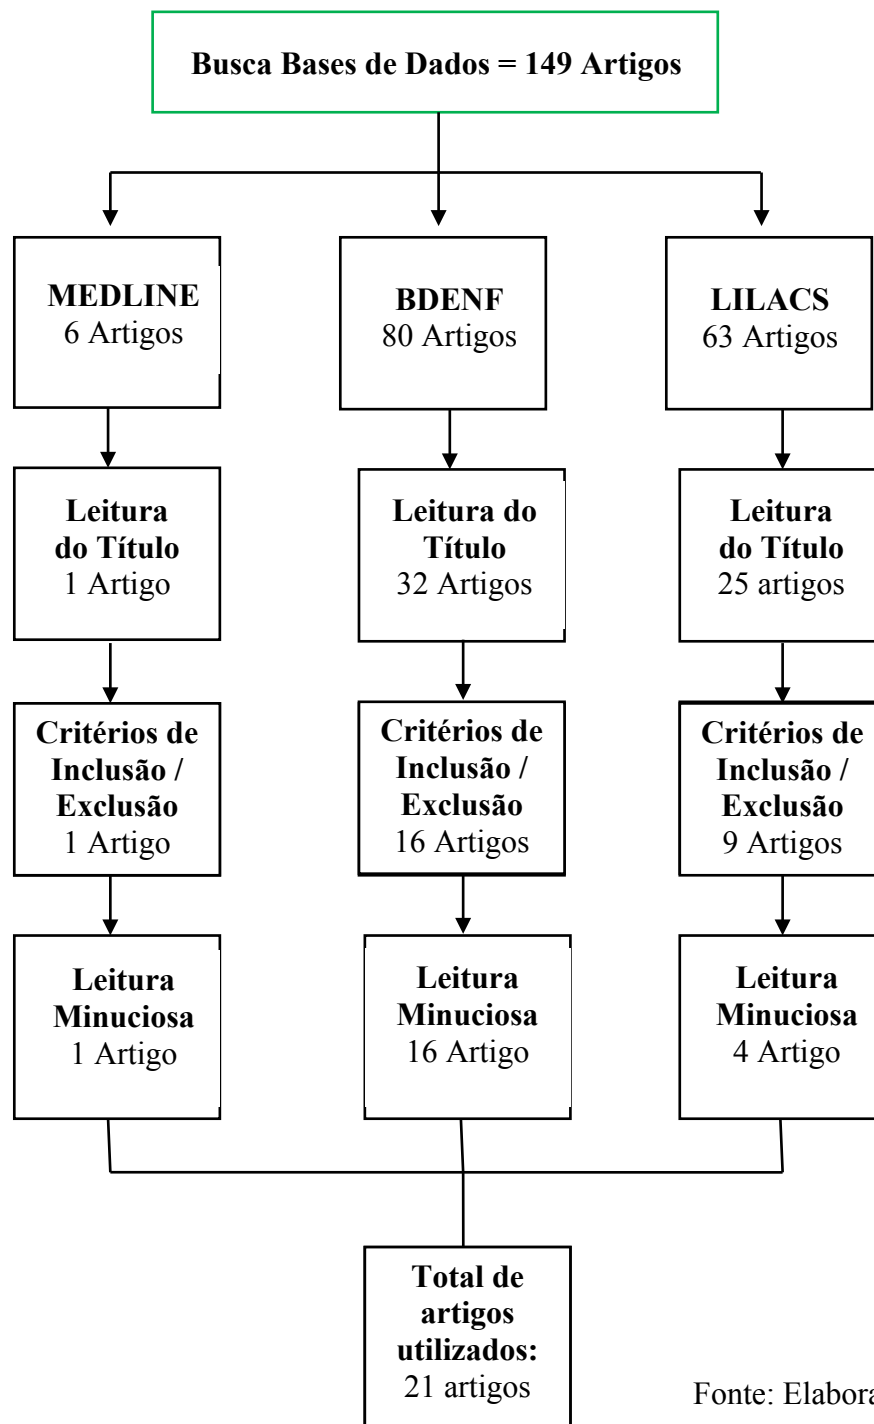 Busca Bases de Dados = 149 Artigos
MEDLINE
6 Artigos
BDENF
80 Artigos
LILACS
63 Artigos
Leitura
do Título
1 Artigo
Leitura do
Título
32 Artigos
Leitura
do Título
25 artigos
Critérios de
Inclusão /
Exclusão
1 Artigo
Critérios de
Inclusão /
Exclusão
16 Artigos
Critérios de
Inclusão /
Exclusão
9 Artigos
Leitura
Minuciosa
1 Artigo
Leitura
Minuciosa
16 Artigo
Leitura
Minuciosa
4 Artigo
Total de
artigos
utilizados:
21 artigos
Fonte: